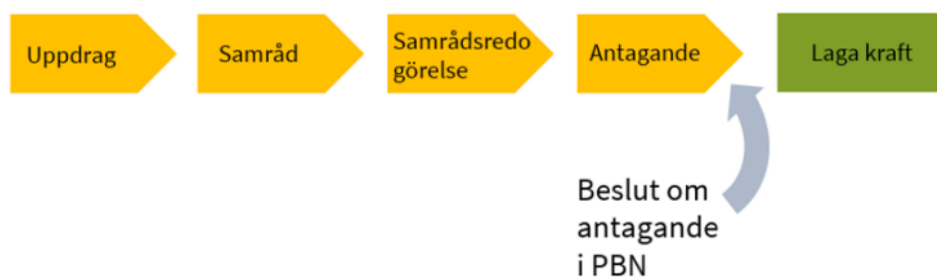 Uppdrag
Samråd
Samrådsredo
görelse
Antagande
Laga kraft
Beslut om
antagande
i PBN